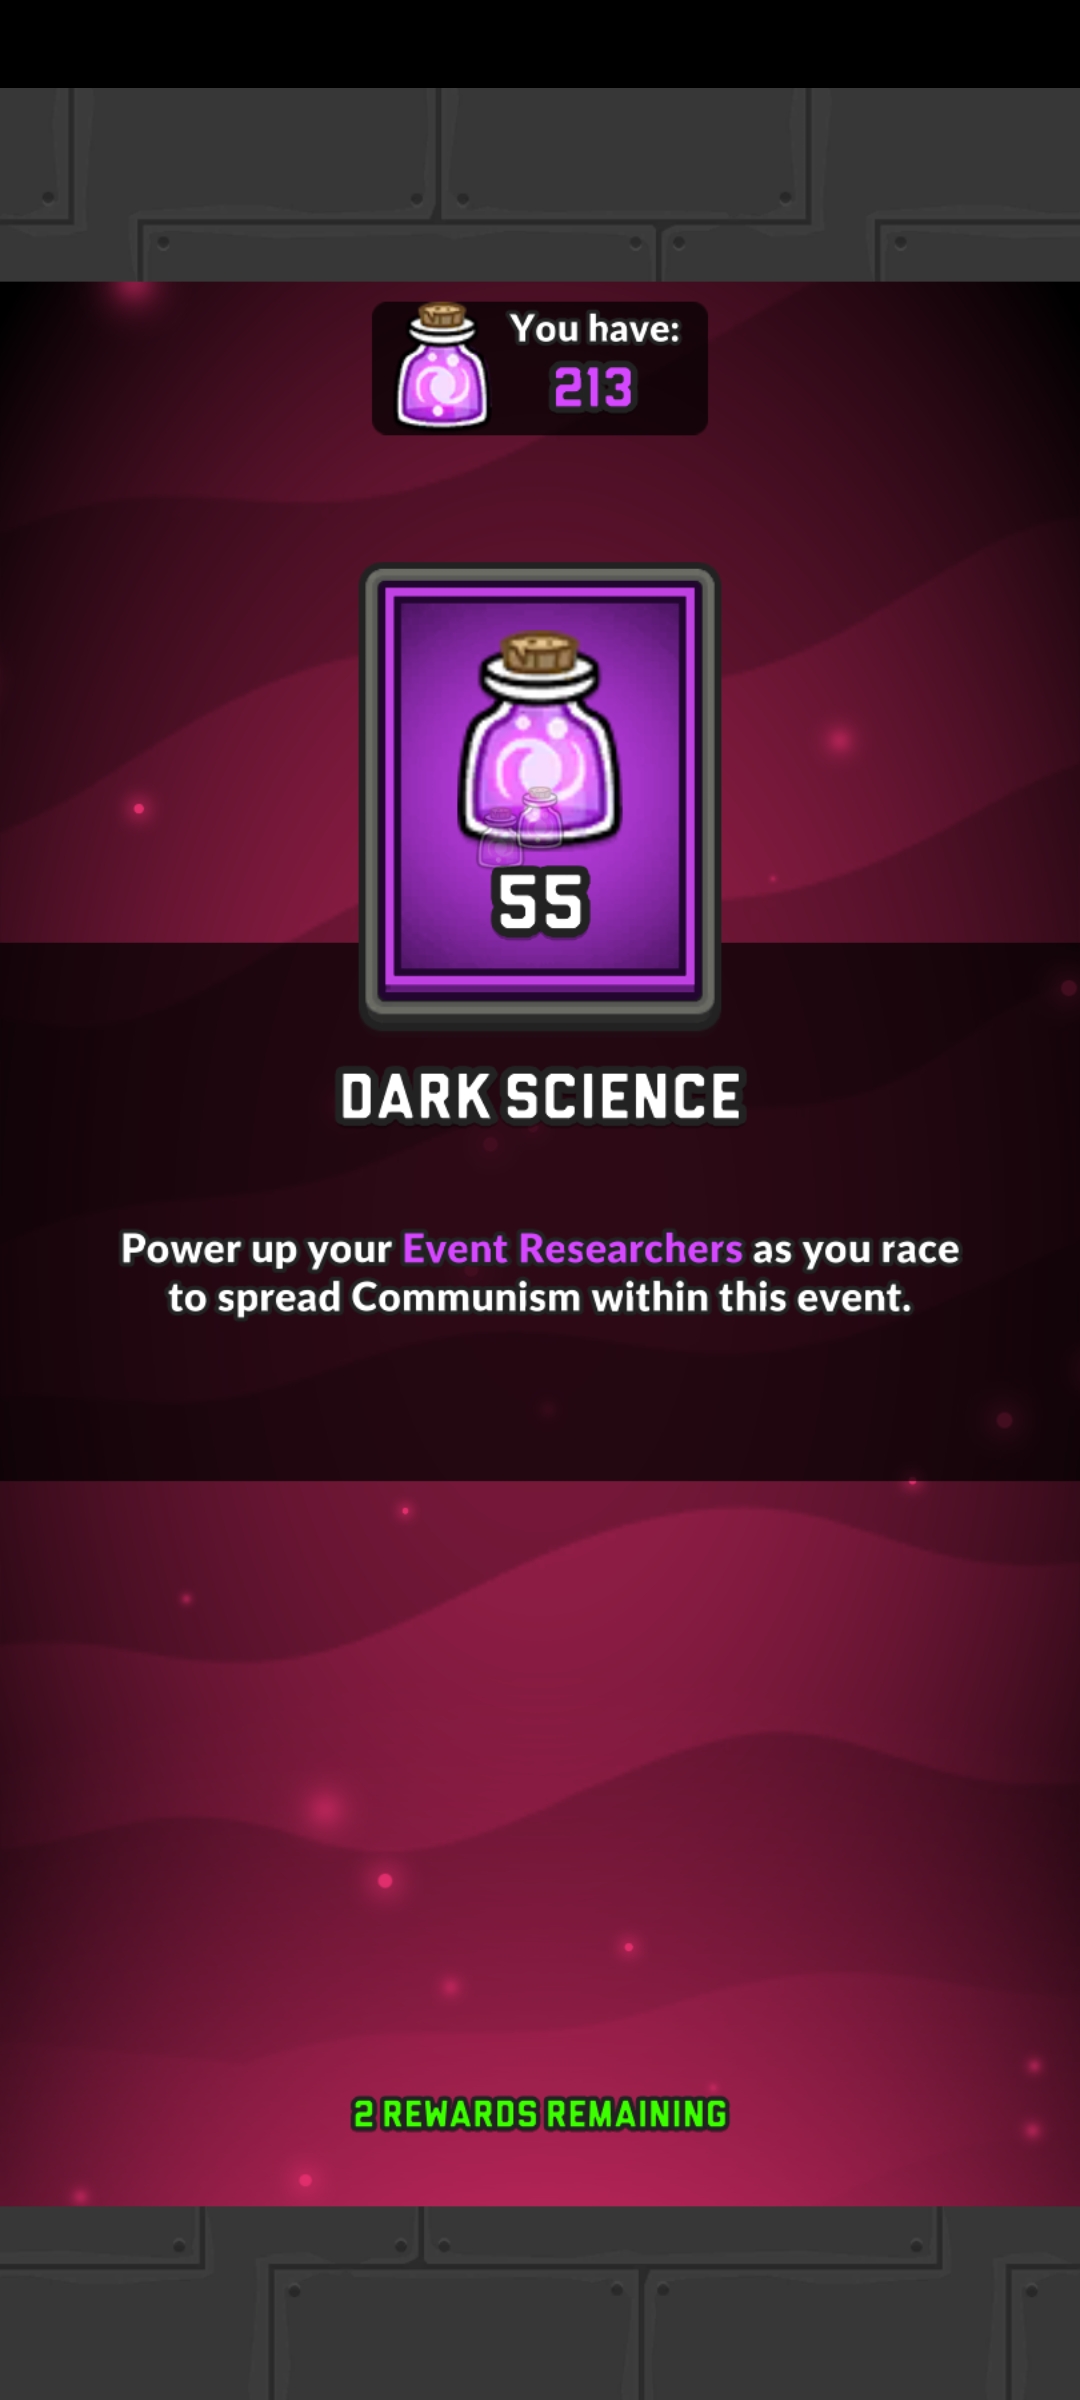 You have:
213
55
DARK SCIENCE
Power up your Event Researchers as you race
to spread Communism within this event.
2 REWARDS REMAINING